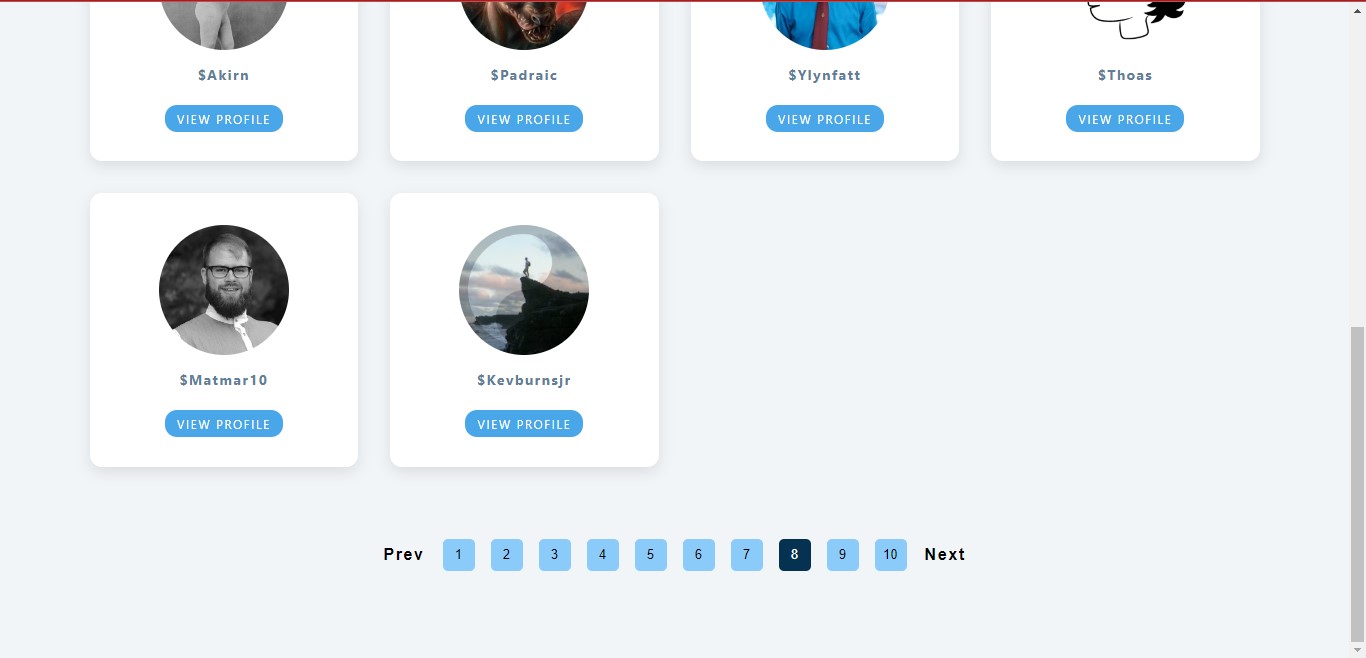 $Akirn $Padraic $Ylynfatt $Thoas
VIEW PROFILE VIEW PROFILE VIEW PROFILE VIEW PROFILE
$Matmar10 $Kevburnsjr
VIEW PROFILE VIEW PROFILE
Prev 1 2 3 4 5 6 7 8 9 10 Next